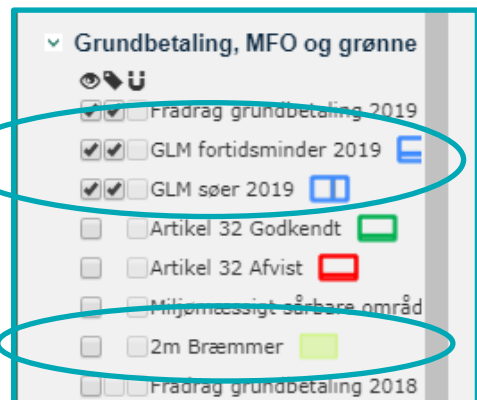 Grundbetaling, MFO og grønne
Fradrag grundbetaling 2019
GLM fortidsminder 2019
GLM søer 2019
Artikel 32 Godkendt
Artikel 32 Afvist
Miljømæssigt sårbare områd
2m Bræmmer
Fradrag grundbetaling 2018